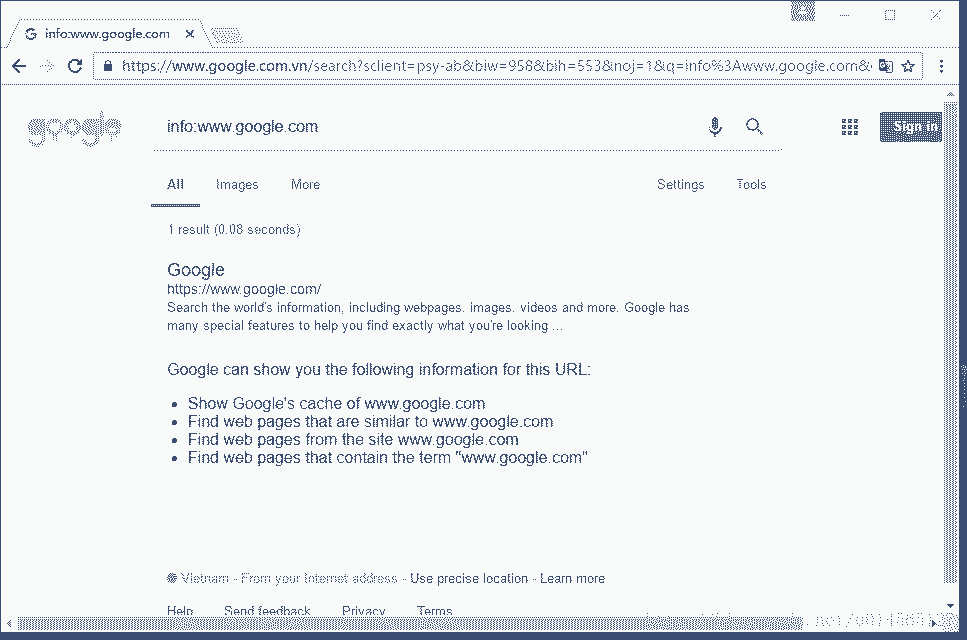 info:www.google.com
https://www.google.com.vn/search?sclient=psy-ab&biw=958&bih=553&noj=1&q=info%3Awww.google.com&
Google
info:www.google.com
Sign in
All Images More Settings Tools
1 result (0.08 seconds)
Google
https://www.google.com/
Search the world's information, including webpages, images, videos and more. Google has
many special features to help you find exactly what you're looking ...
Google can show you the following information for this URL:
• Show Google's cache of www.google.com
• Find web pages that are similar to www.google.com
• Find web pages from the site www.google.com
• Find web pages that contain the term "www.google.com"
Vietnam - From your Internet address - Use precise location - Learn more
Help Send feedback Privacy Terms